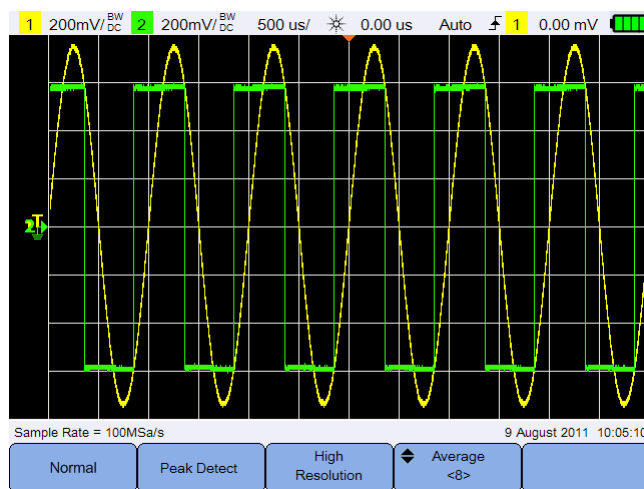 1 200mV/ BW DC 2 200mV/ BW DC 500 us/ 0.00 us Auto 1 0.00 mV
T
2
Sample Rate = 100MSa/s 9 August 2011 10:05:10
Normal Peak Detect High Resolution Average <8>